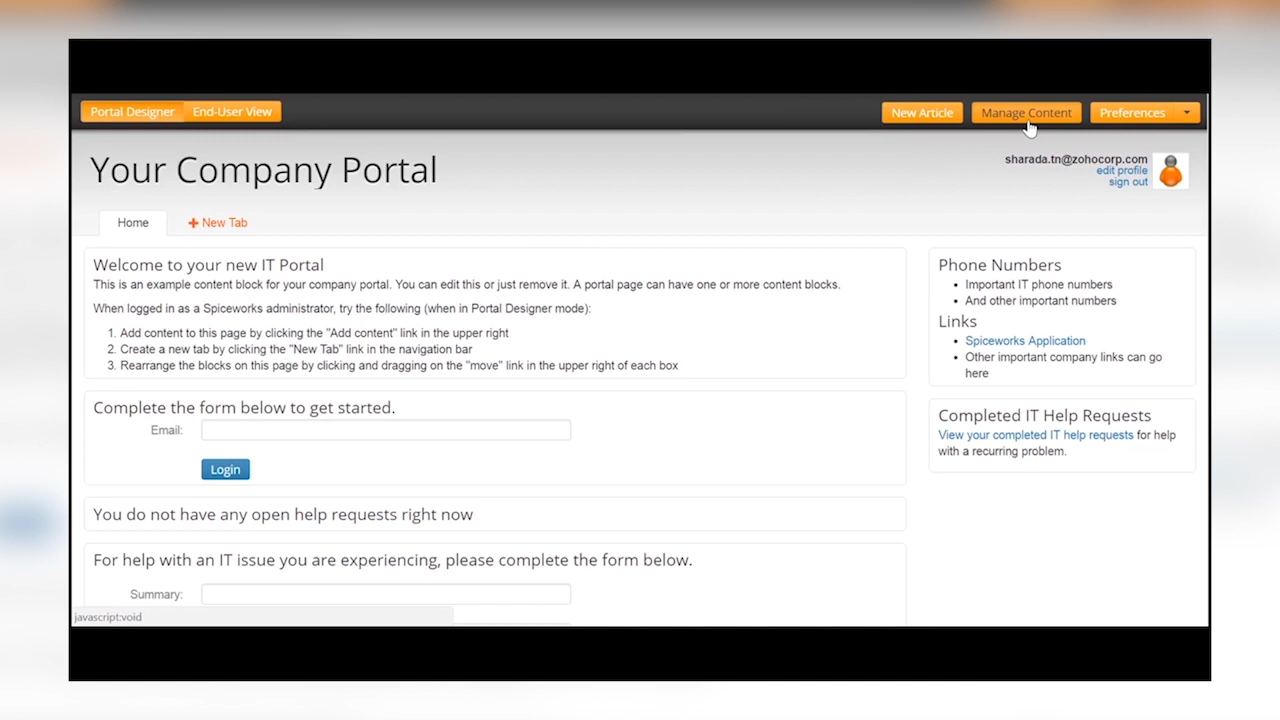 Portal Designer End-User View New Article Manage Content Preferences
Your Company Portal
sharada.tn@zohocorp.com
edit profile
sign out
Home + New Tab
Welcome to your new IT Portal
This is an example content block for your company portal. You can edit this or just remove it. A portal page can have one or more content blocks.
When logged in as a Spiceworks administrator, try the following (when in Portal Designer mode):
1. Add content to this page by clicking the "Add content" link in the upper right
2. Create a new tab by clicking the "New Tab" link in the navigation bar
3. Rearrange the blocks on this page by clicking and dragging on the "move" link in the upper right of each box
Complete the form below to get started.
Email:
Login
You do not have any open help requests right now
For help with an IT issue you are experiencing, please complete the form below.
Summary:
Phone Numbers
• Important IT phone numbers
• And other important numbers
Links
• Spiceworks Application
• Other important company links can go
here
Completed IT Help Requests
View your completed IT help requests for help
with a recurring problem.
javascript:void